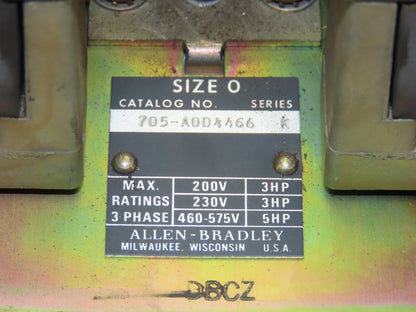 SIZE 0
CATALOG NO. SERIES
705-A0D4466 K
MAX. 200V 3HP
RATINGS 230V 3HP
3 PHASE 460-575V 5HP
ALLEN-BRADLEY
MILWAUKEE, WISCONSIN U.S.A.
DBCZ